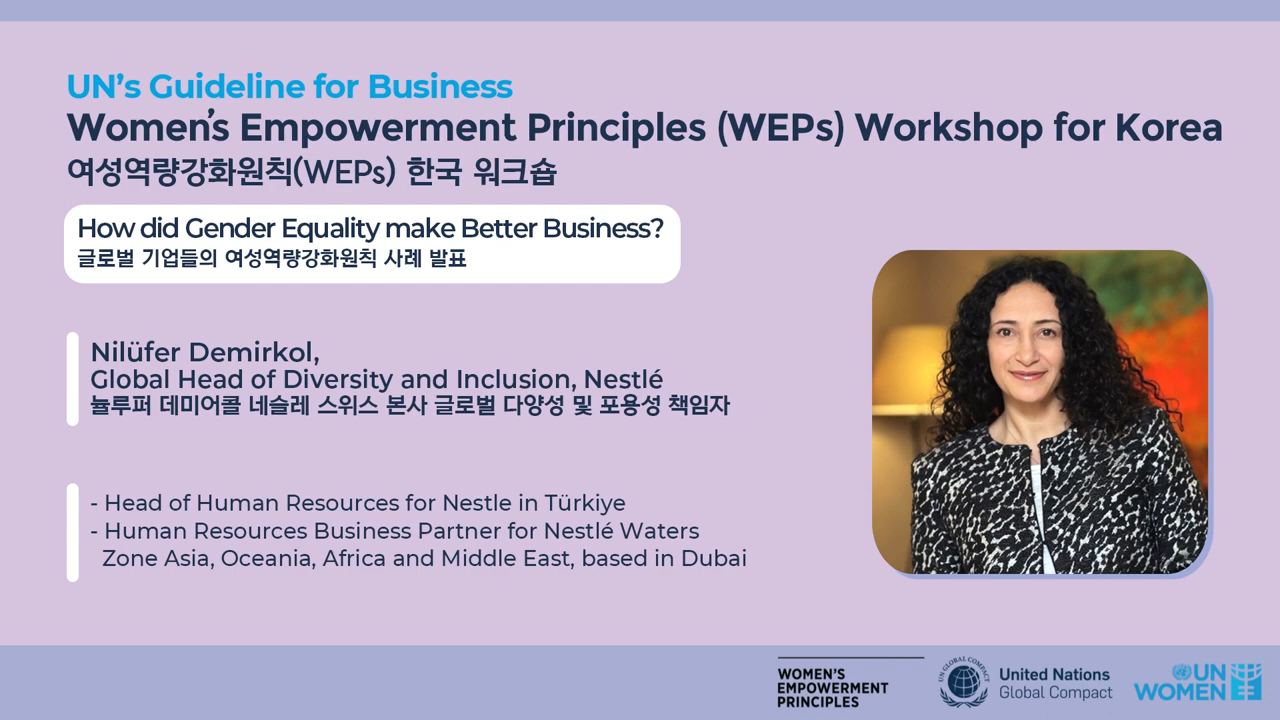 UN's Guideline for Business
Women's Empowerment Principles (WEPs) Workshop for Korea
여성역량강화원칙(WEPs) 한국 워크숍
How did Gender Equality make Better Business?
글로벌 기업들의 여성역량강화원칙 사례 발표
Nilüfer Demirkol,
Global Head of Diversity and Inclusion, Nestlé
뉼루퍼 데미어콜 네슬레 스위스 본사 글로벌 다양성 및 포용성 책임자
- Head of Human Resources for Nestle in Türkiye
- Human Resources Business Partner for Nestlé Waters
Zone Asia, Oceania, Africa and Middle East, based in Dubai
WOMEN'S
EMPOWERMENT
PRINCIPLES
UN GLOBAL COMPACT
United Nations
Global Compact
UN
WOMEN